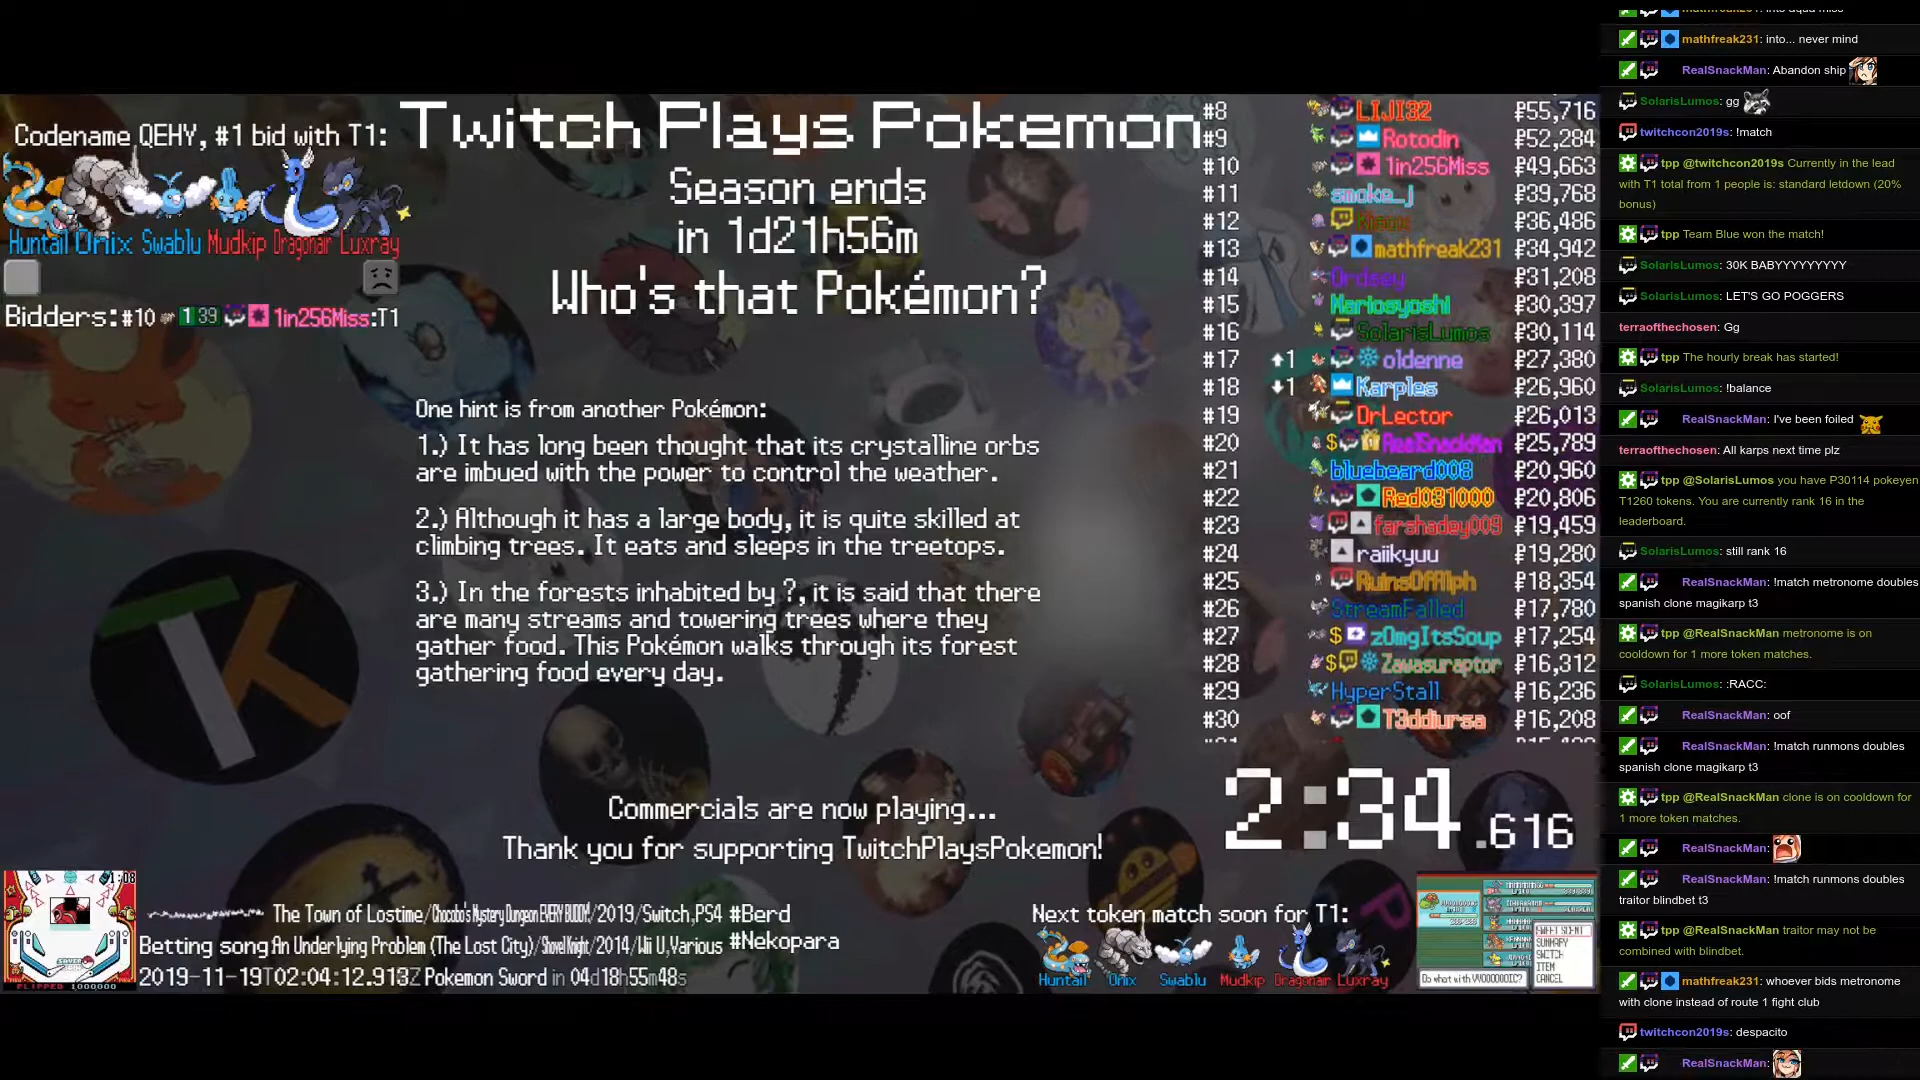 Codename QEHY, #1 bid with T1:
Huntail Onix Swablu Mudkip Dragonair Luxray
Bidders: #10 139 1in256Miss:T1
Twitch Plays Pokemon
Season ends
in 1d21h56m
Who's that Pokémon?
One hint is from another Pokémon:
1.) It has long been thought that its crystalline orbs
are imbued with the power to control the weather.
2.) Although it has a large body, it is quite skilled at
climbing trees. It eats and sleeps in the treetops.
3.) In the forests inhabited by ?, it is said that there
are many streams and towering trees where they
gather food. This Pokémon walks through its forest
gathering food every day.
Commercials are now playing...
Thank you for supporting TwitchPlaysPokemon!
#8 LIJI32 ₽55,716
#9 Rotodin ₽52,284
#10 1in256Miss ₽49,663
#11 smoke_j ₽39,768
#12 ₽36,486
#13 mathfreak231 ₽34,942
#14 Ordsey ₽31,208
#15 Mariosyoshi ₽30,397
#16 SolarisLumos ₽30,114
#17 ↑1 oldenne ₽27,380
#18 ↓1 Karples ₽26,960
#19 DrLector ₽26,013
#20 $ RealSnackMan ₽25,789
#21 bluebeard008 ₽20,960
#22 Red031000 ₽20,806
#23 farshadey009 ₽19,459
#24 raiikyuu ₽19,280
#25 RuinsOfAlph ₽18,354
#26 StreamFailed ₽17,780
#27 $ zOmgItsSoup ₽17,254
#28 $ Zawasuraptor ₽16,312
#29 HyperStall ₽16,236
#30 T3ddiursa ₽16,208
2:34.616
1:08
FLIPPED 1000000
The Town of Lostime/Chocobo's Mystery Dungeon EVERY BUDDY!/2019/Switch,PS4 #Berd
Betting song An Underlying Problem (The Lost City)/Shovel Knight/2014/Wii U,Various #Nekopara
2019-11-19T02:04:12.913Z Pokemon Sword in 04d18h55m48s
Next token match soon for T1:
Huntail Onix Swablu Mudkip Dragonair Luxray
SWEET SCENT
SUMMARY
SWITCH
ITEM
CANCEL
mathfreak231: into... never mind
RealSnackMan: Abandon ship
SolarisLumos: gg
twitchcon2019s: !match
tpp @twitchcon2019s Currently in the lead
with T1 total from 1 people is: standard letdown (20%
bonus)
tpp Team Blue won the match!
SolarisLumos: 30K BABYYYYYYYYY
SolarisLumos: LET'S GO POGGERS
terraofthechosen: Gg
tpp The hourly break has started!
SolarisLumos: !balance
RealSnackMan: I've been foiled
terraofthechosen: All karps next time plz
tpp @SolarisLumos you have P30114 pokeyen
T1260 tokens. You are currently rank 16 in the
leaderboard.
SolarisLumos: still rank 16
RealSnackMan: !match metronome doubles
spanish clone magikarp t3
tpp @RealSnackMan metronome is on
cooldown for 1 more token matches.
SolarisLumos: :RACC:
RealSnackMan: oof
RealSnackMan: !match runmons doubles
spanish clone magikarp t3
tpp @RealSnackMan clone is on cooldown for
1 more token matches.
RealSnackMan:
RealSnackMan: !match runmons doubles
traitor blindbet t3
tpp @RealSnackMan traitor may not be
combined with blindbet.
mathfreak231: whoever bids metronome
with clone instead of route 1 fight club
twitchcon2019s: despacito
RealSnackMan: